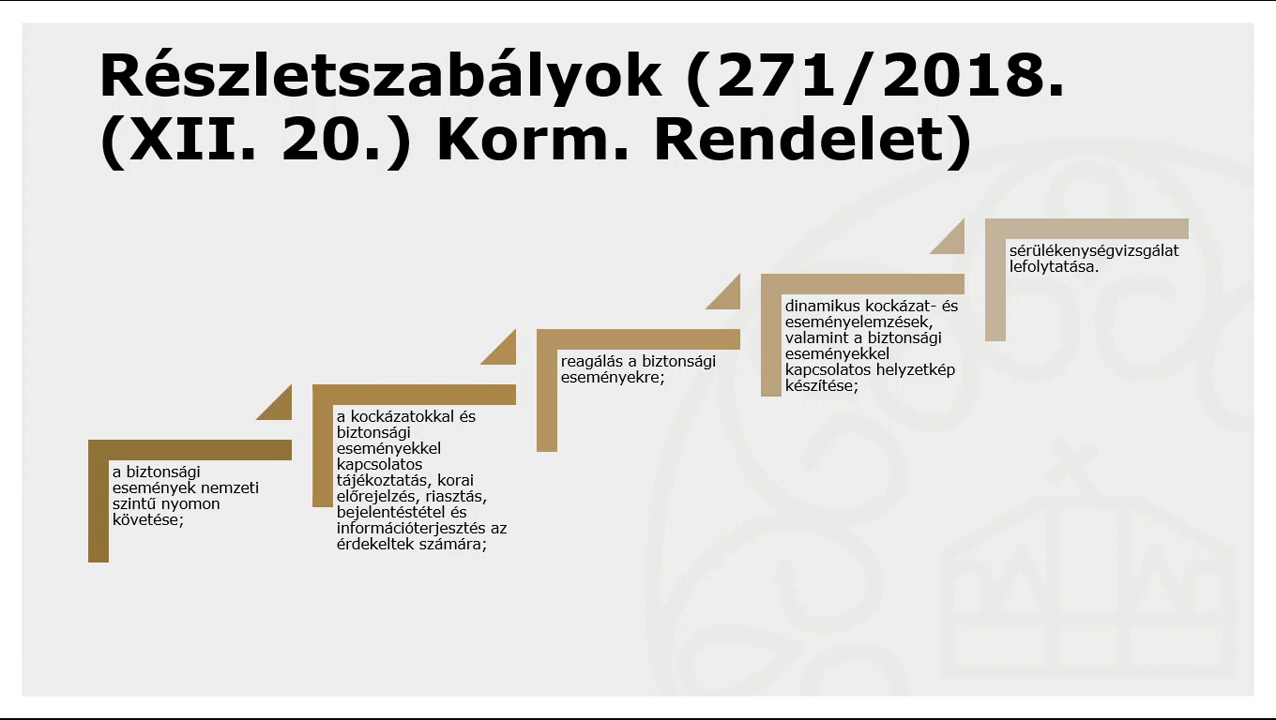 Részletszabályok (271/2018.
(XII. 20.) Korm. Rendelet)
a biztonsági
események nemzeti
szintű nyomon
követése;
a kockázatokkal és
biztonsági
eseményekkel
kapcsolatos
tájékoztatás, korai
előrejelzés, riasztás,
bejelentéstétel és
információterjesztés az
érdekeltek számára;
reagálás a biztonsági
eseményekre;
dinamikus kockázat- és
eseményelemzések,
valamint a biztonsági
eseményekkel
kapcsolatos helyzetkép
készítése;
sérülékenységvizsgálat
lefolytatása.